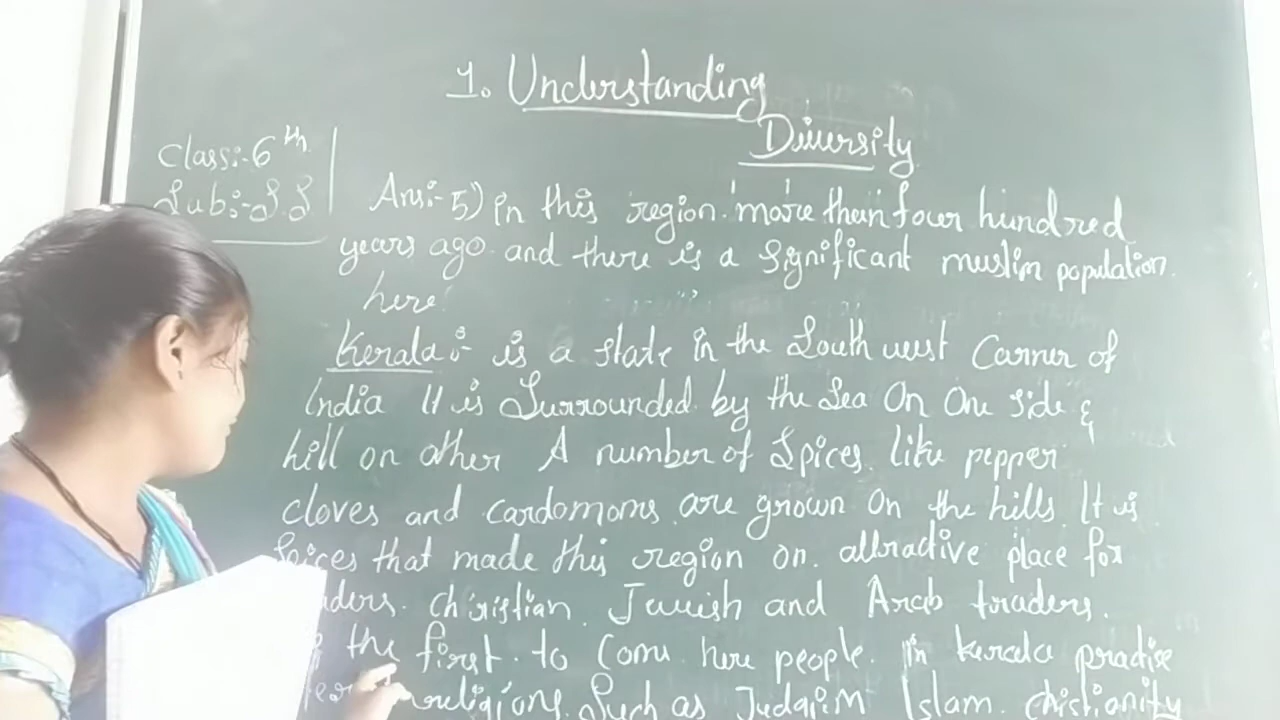 1. Understanding
Diversity
Class:-6th
Sub:-S.S
Ans:-5) in this region. more than four hundred
years ago. and there is a significant muslim population.
here.
Kerala:- is a state in the South west Corner of
India It is Surrounded by the Sea On One side &
hill on other A number of Spices. like pepper
cloves and cardomoms are grown On the hills. It is
Spices that made this region on. attractive place for
Christian. Jewish and Arab traders.
the first. to Come here people. in Kerala practise
religions. Such as Judaism Islam. Christianity